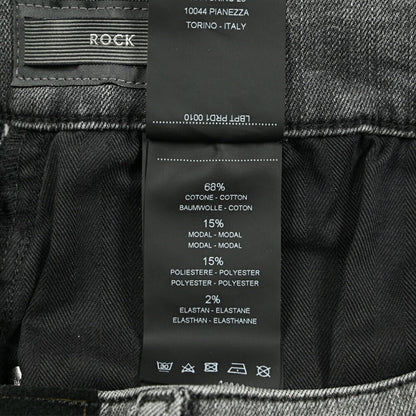 ROCK
10044 PIANEZZA
TORINO - ITALY
LBPT PRD1 0010
68%
COTONE - COTTON
BAUMWOLLE - COTON
15%
MODAL - MODAL
MODAL - MODAL
15%
POLIESTERE - POLYESTER
POLYESTER - POLYESTER
2%
ELASTAN - ELASTANE
ELASTHAN - ELASTHANNE